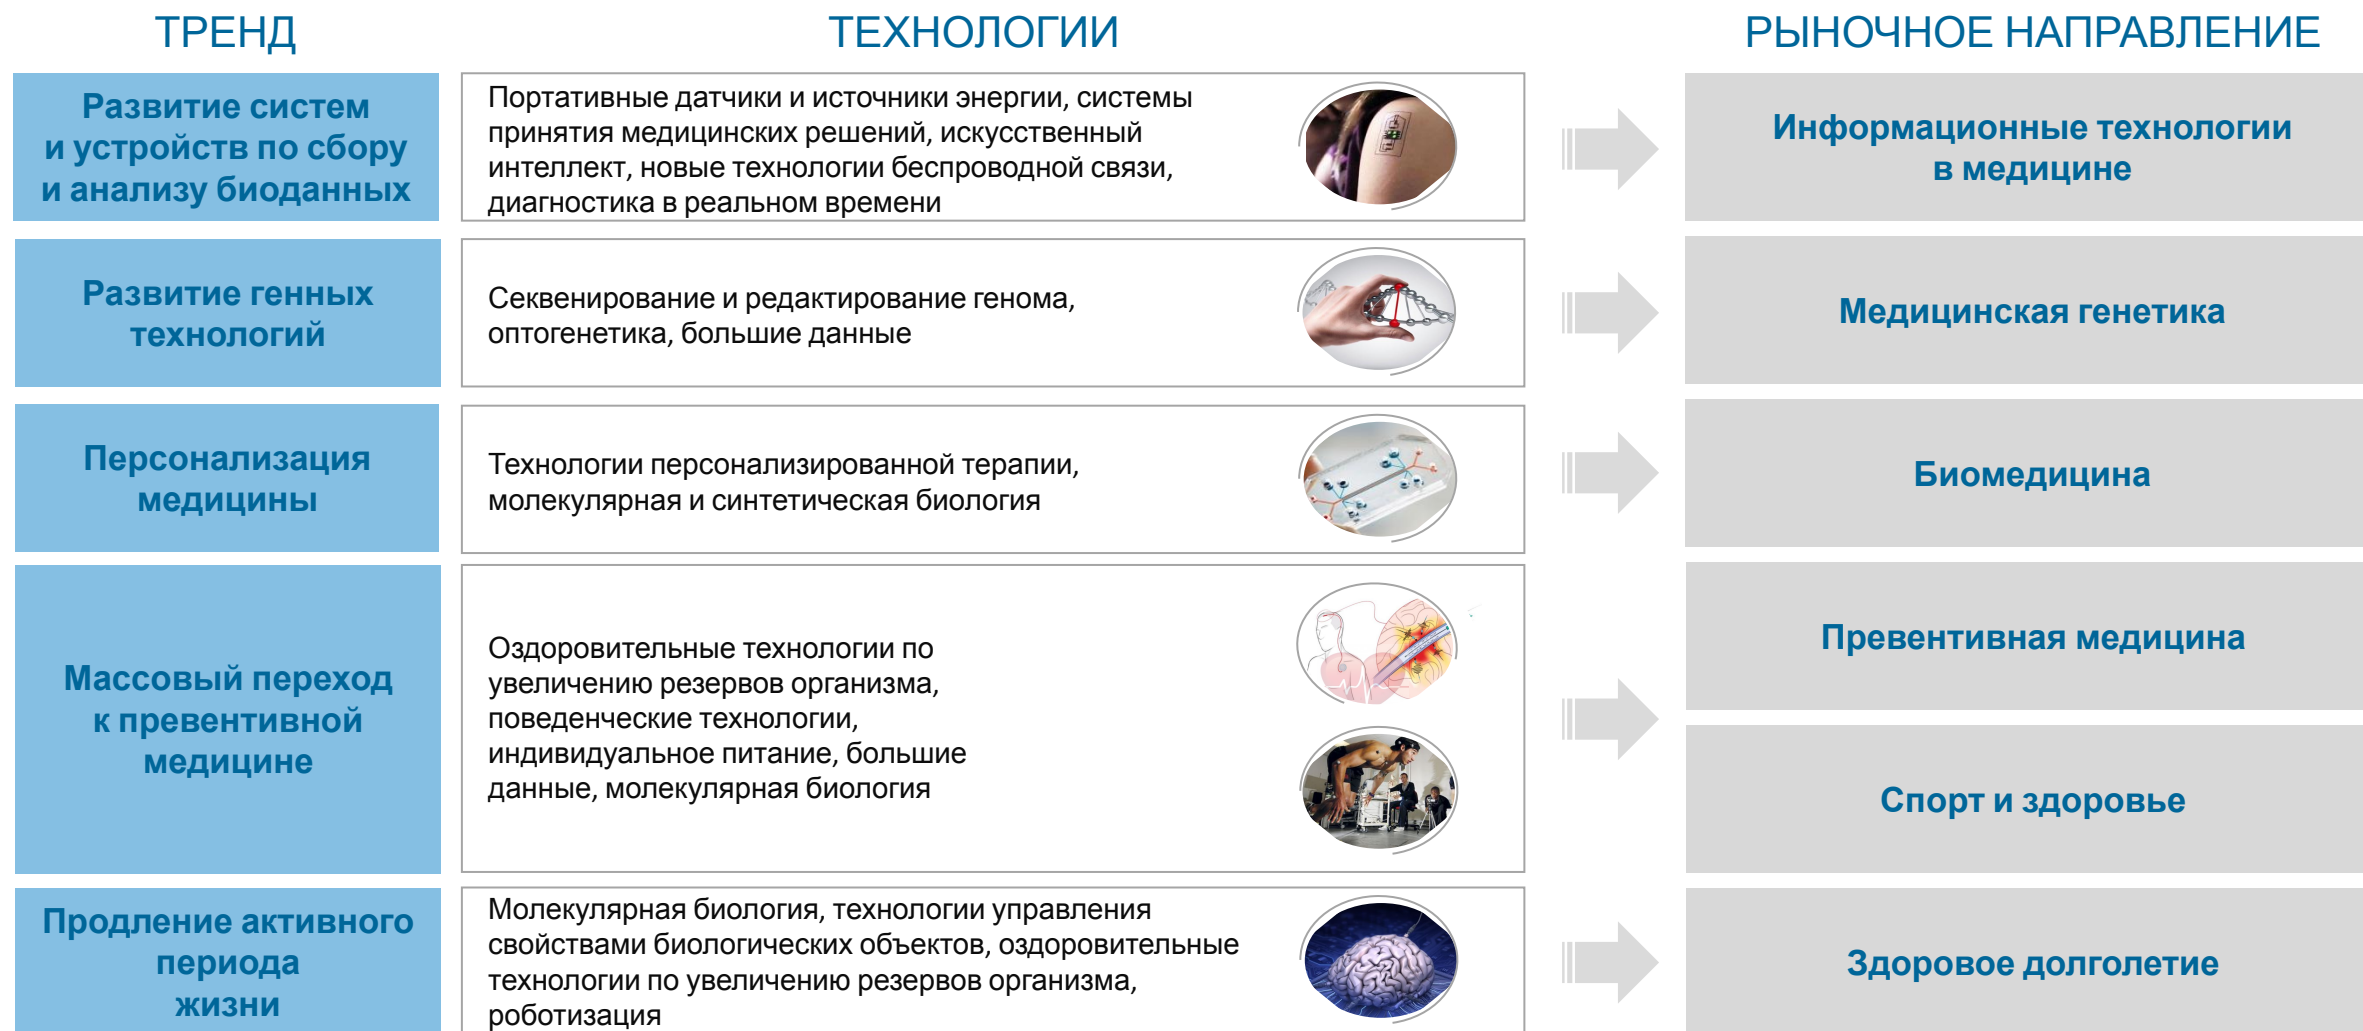 ТРЕНД
ТЕХНОЛОГИИ
РЫНОЧНОЕ НАПРАВЛЕНИЕ
Развитие систем
и устройств по сбору
и анализу биоданных
Портативные датчики и источники энергии, системы
принятия медицинских решений, искусственный
интеллект, новые технологии беспроводной связи,
диагностика в реальном времени
Информационные технологии
в медицине
Развитие генных
технологий
Секвенирование и редактирование генома,
оптогенетика, большие данные
Медицинская генетика
Персонализация
медицины
Технологии персонализированной терапии,
молекулярная и синтетическая биология
Биомедицина
Массовый переход
к превентивной
медицине
Оздоровительные технологии по
увеличению резервов организма,
поведенческие технологии,
индивидуальное питание, большие
данные, молекулярная биология
Превентивная медицина
Спорт и здоровье
Продление активного
периода
жизни
Молекулярная биология, технологии управления
свойствами биологических объектов, оздоровительные
технологии по увеличению резервов организма,
роботизация
Здоровое долголетие